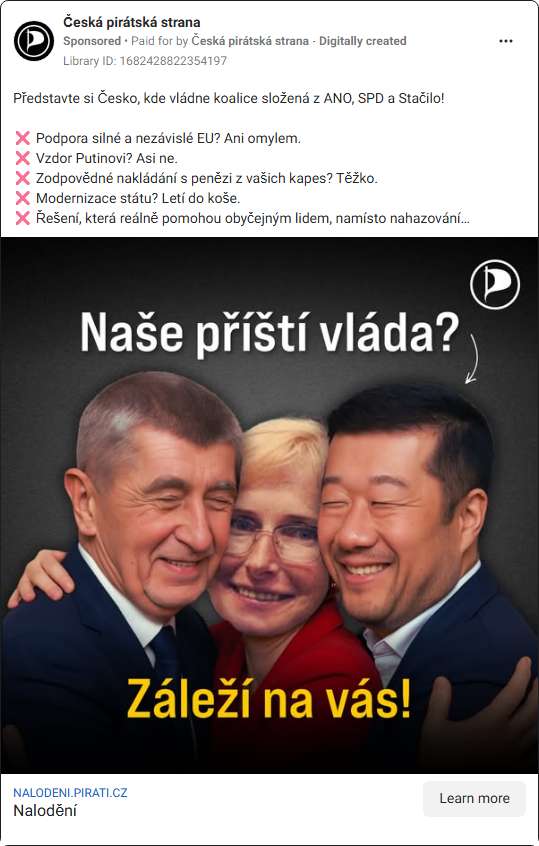 Česká pirátská strana
Sponsored • Paid for by Česká pirátská strana - Digitally created
Library ID: 1682428822354197
Představte si Česko, kde vládne koalice složená z ANO, SPD a Stačilo!
❌ Podpora silné a nezávislé EU? Ani omylem.
❌ Vzdor Putinovi? Asi ne.
❌ Zodpovědné nakládání s penězi z vašich kapes? Těžko.
❌ Modernizace státu? Letí do koše.
❌ Řešení, která reálně pomohou obyčejným lidem, namísto nahazování...
Naše příští vláda?
Záleží na vás!
NALODENI.PIRATI.CZ
Nalodění
Learn more